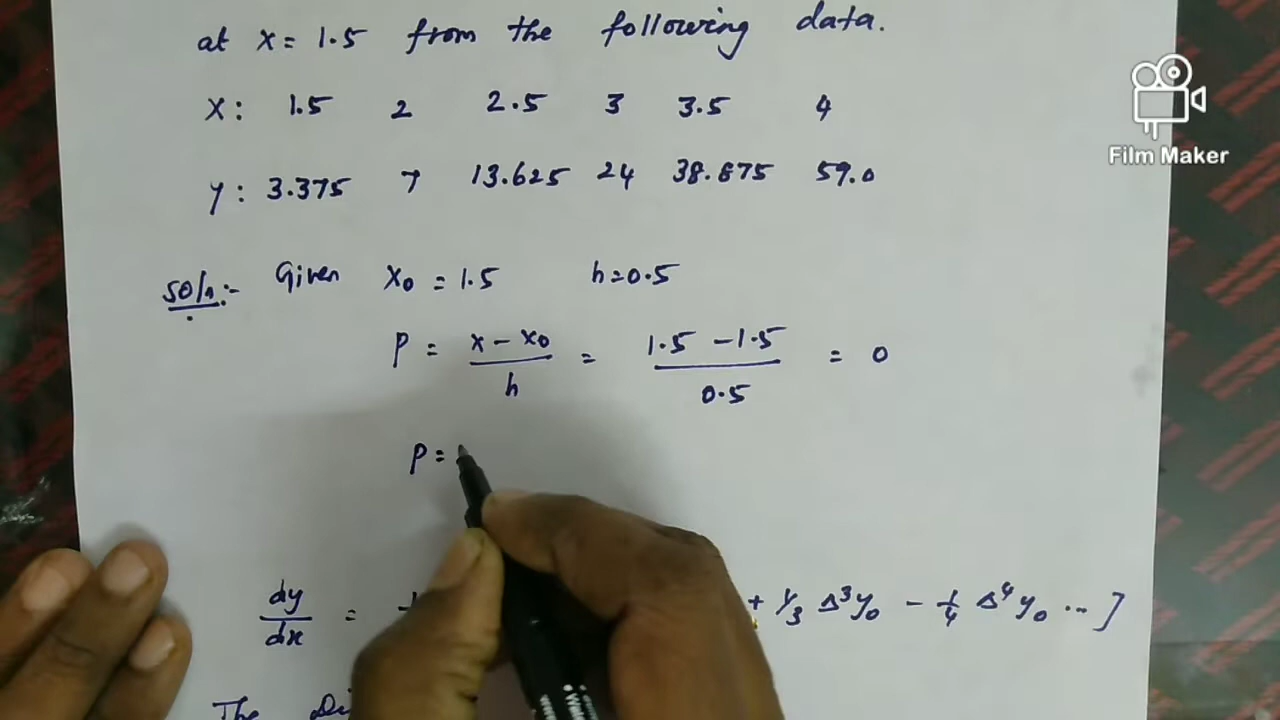 at x = 1.5 from the following data.
x: 1.5 2 2.5 3 3.5 4
y: 3.375 7 13.625 24 38.875 59.0
Film Maker
soln:- Given x₀ = 1.5 h=0.5
P = x - x₀ / h = 1.5 - 1.5 / 0.5 = 0
P =
dy/dx = + 1/3 Δ³y₀ - 1/4 Δ⁴y₀ ... ]
The